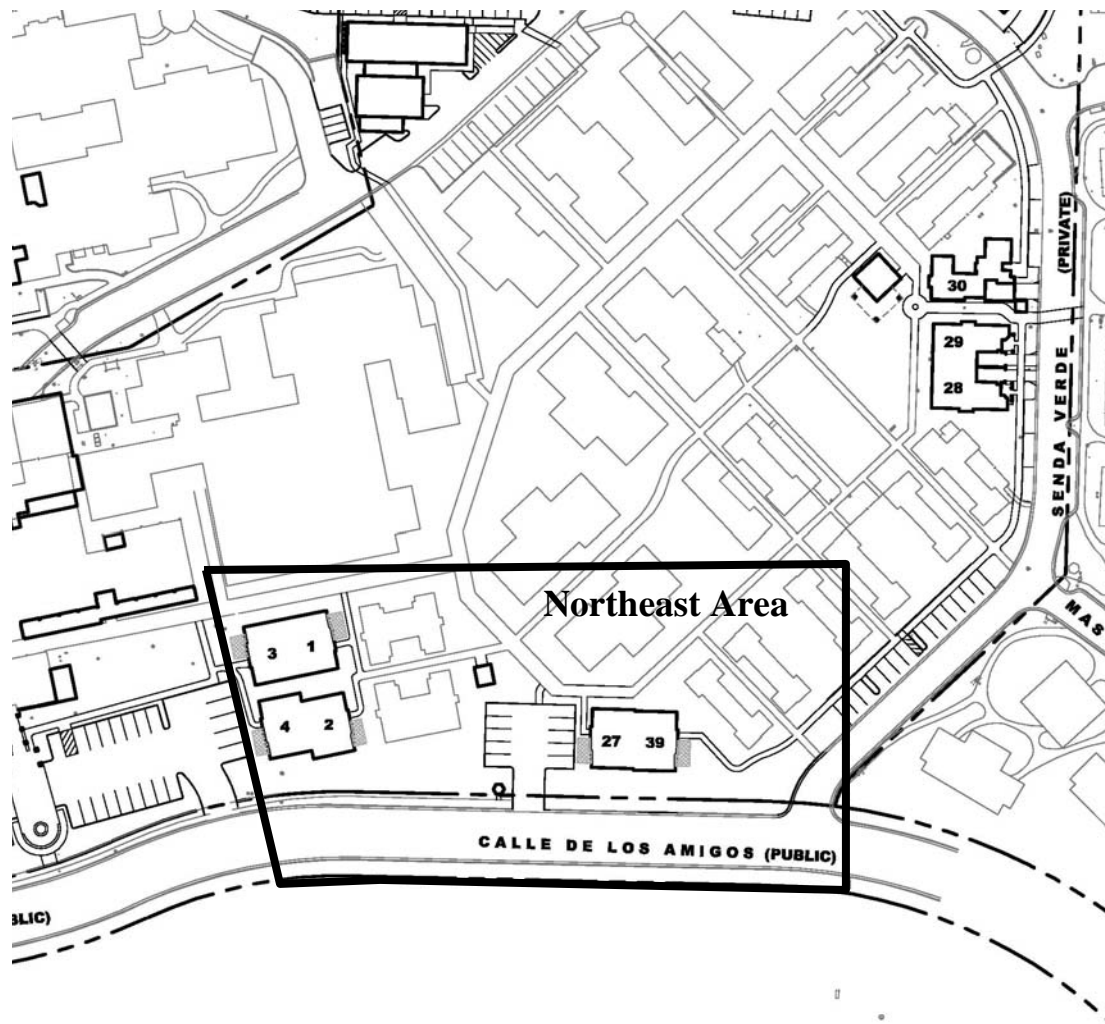 (PRIVATE)
SENDA VERDE
30
29
28
MAS
Northeast Area
3 1
4 2
27 39
CALLE DE LOS AMIGOS (PUBLIC)
BLIC)